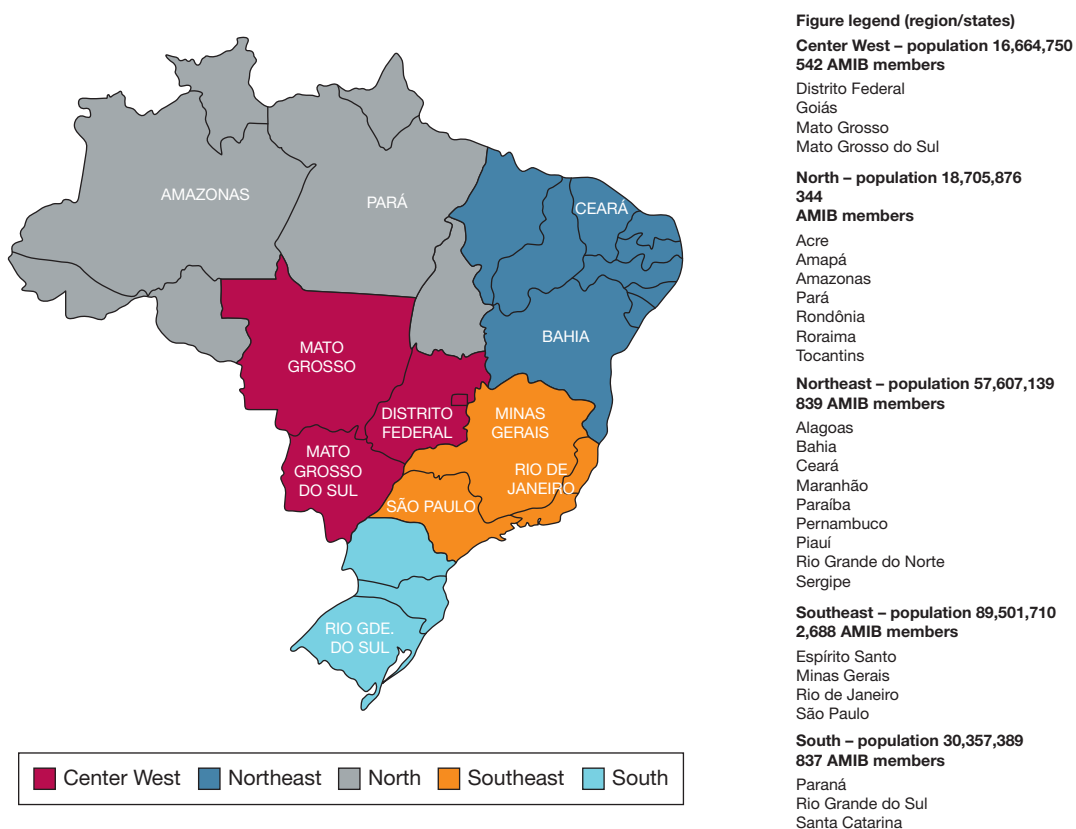 AMAZONAS
PARÁ
CEARÁ
BAHIA
MATO
GROSSO
DISTRITO
FEDERAL
MINAS
GERAIS
MATO
GROSSO
DO SUL
RIO DE
JANEIRO
SÃO PAULO
RIO GDE.
DO SUL
Center West
Northeast
North
Southeast
South
Figure legend (region/states)
Center West – population 16,664,750
542 AMIB members
Distrito Federal
Goiás
Mato Grosso
Mato Grosso do Sul
North – population 18,705,876
344
AMIB members
Acre
Amapá
Amazonas
Pará
Rondônia
Roraima
Tocantins
Northeast – population 57,607,139
839 AMIB members
Alagoas
Bahia
Ceará
Maranhão
Paraíba
Pernambuco
Piauí
Rio Grande do Norte
Sergipe
Southeast – population 89,501,710
2,688 AMIB members
Espírito Santo
Minas Gerais
Rio de Janeiro
São Paulo
South – population 30,357,389
837 AMIB members
Paraná
Rio Grande do Sul
Santa Catarina